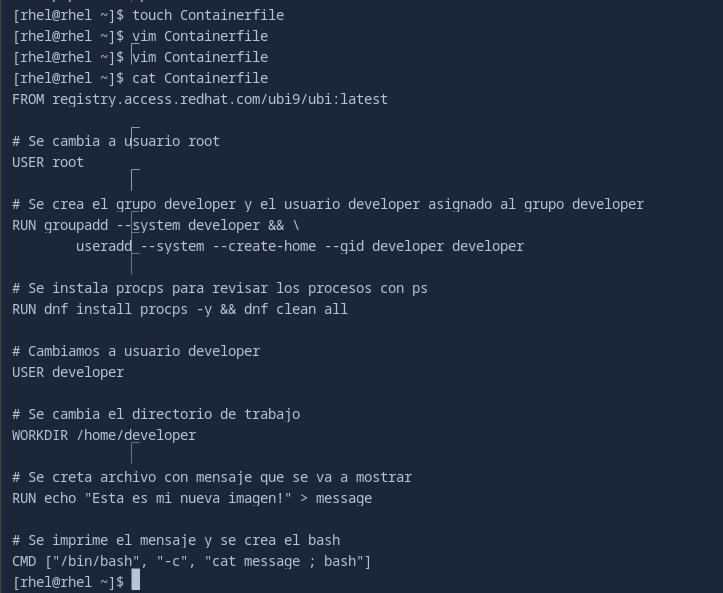 [rhel@rhel ~]$ touch Containerfile
[rhel@rhel ~]$ vim Containerfile
[rhel@rhel ~]$ vim Containerfile
[rhel@rhel ~]$ cat Containerfile
FROM registry.access.redhat.com/ubi9/ubi:latest
# Se cambia a usuario root
USER root
# Se crea el grupo developer y el usuario developer asignado al grupo developer
RUN groupadd --system developer && \
useradd --system --create-home --gid developer developer
# Se instala procps para revisar los procesos con ps
RUN dnf install procps -y && dnf clean all
# Cambiamos a usuario developer
USER developer
# Se cambia el directorio de trabajo
WORKDIR /home/developer
# Se creta archivo con mensaje que se va a mostrar
RUN echo "Esta es mi nueva imagen!" > message
# Se imprime el mensaje y se crea el bash
CMD ["/bin/bash", "-c", "cat message ; bash"]
[rhel@rhel ~]$